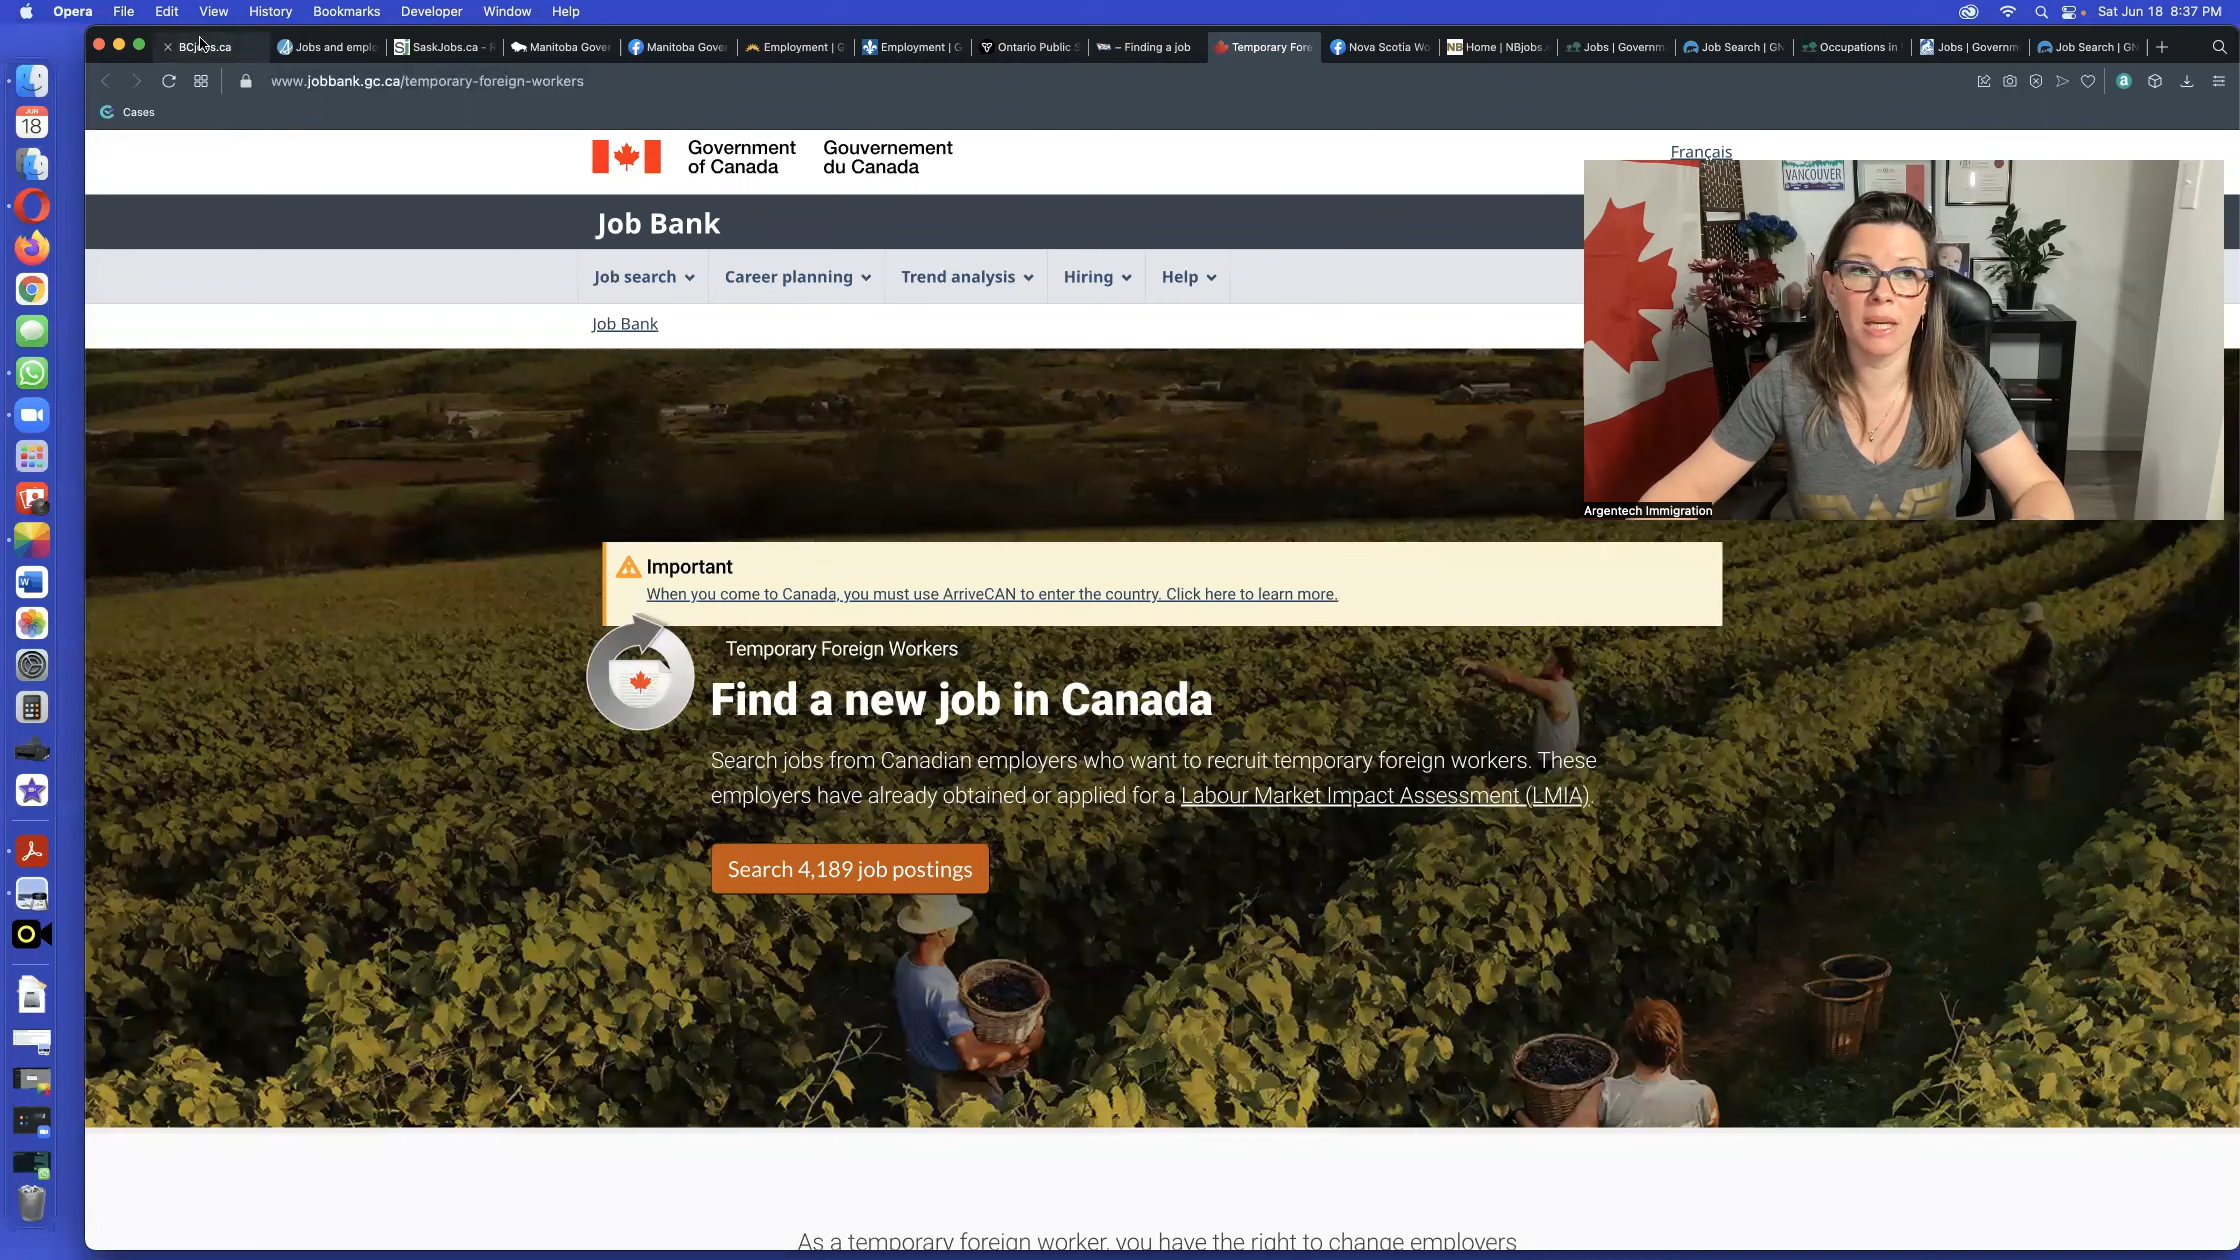 Opera File Edit View History Bookmarks Developer Window Help
Sat Jun 18 8:37 PM
BCjobs.ca
Jobs and emplo
SaskJobs.ca - R
Manitoba Gover
Manitoba Gover
Employment | G
Employment | G
Ontario Public S
– Finding a job
Temporary Fore
Nova Scotia Wo
NB Home | NBjobs.
Jobs | Governm
Job Search | GN
Occupations in
Jobs | Governm
Job Search | GN
www.jobbank.gc.ca/temporary-foreign-workers
Cases
JUN
18
Government
of Canada
Gouvernement
du Canada
Français
Job Bank
Job search
Career planning
Trend analysis
Hiring
Help
Job Bank
VANCOUVER
Argentech Immigration
Important
When you come to Canada, you must use ArriveCAN to enter the country. Click here to learn more.
Temporary Foreign Workers
Find a new job in Canada
Search jobs from Canadian employers who want to recruit temporary foreign workers. These
employers have already obtained or applied for a Labour Market Impact Assessment (LMIA).
Search 4,189 job postings
As a temporary foreign worker, you have the right to change employers